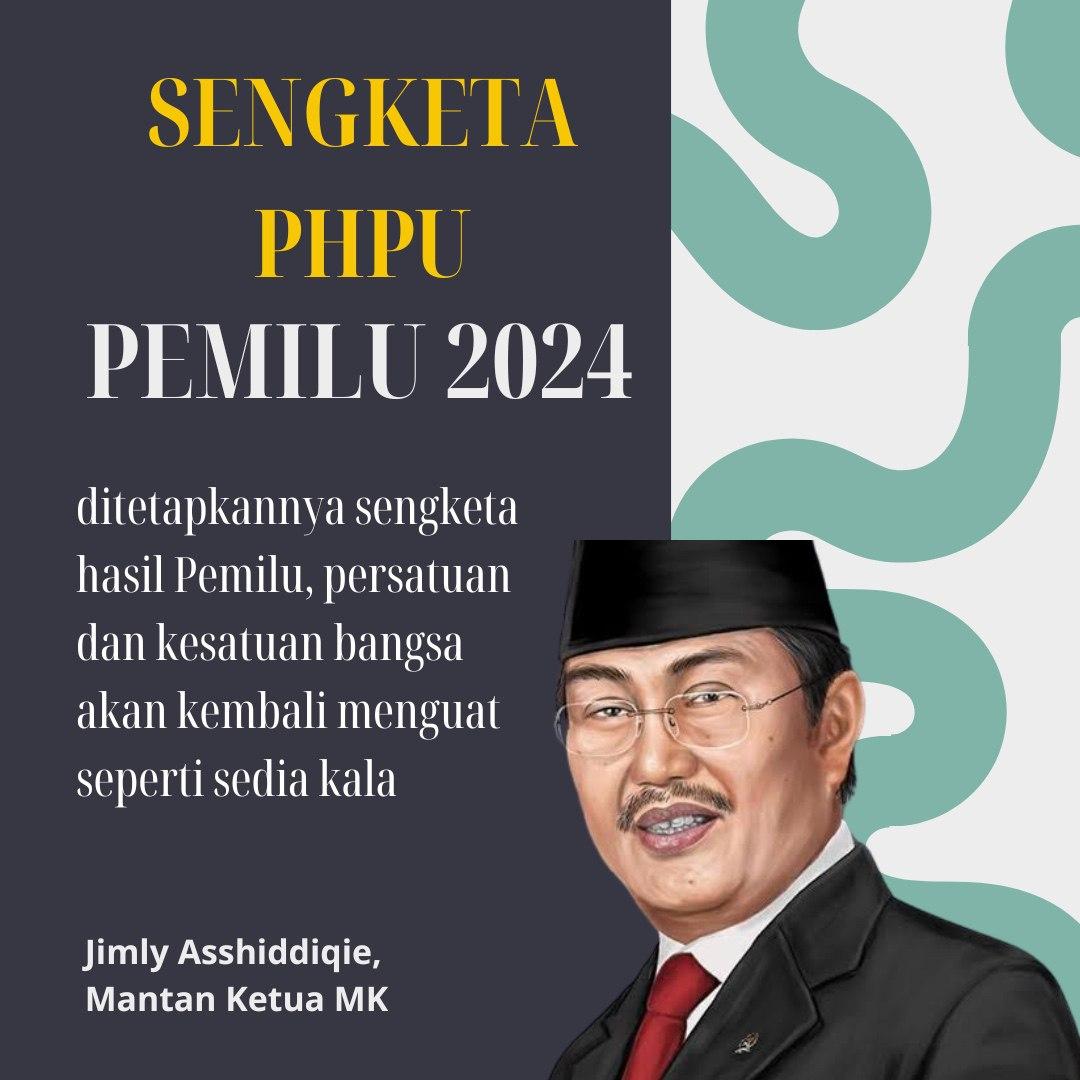 SENGKETA
PHPU
PEMILU 2024
ditetapkannya sengketa
hasil Pemilu, persatuan
dan kesatuan bangsa
akan kembali menguat
seperti sedia kala
Jimly Asshiddiqie,
Mantan Ketua MK